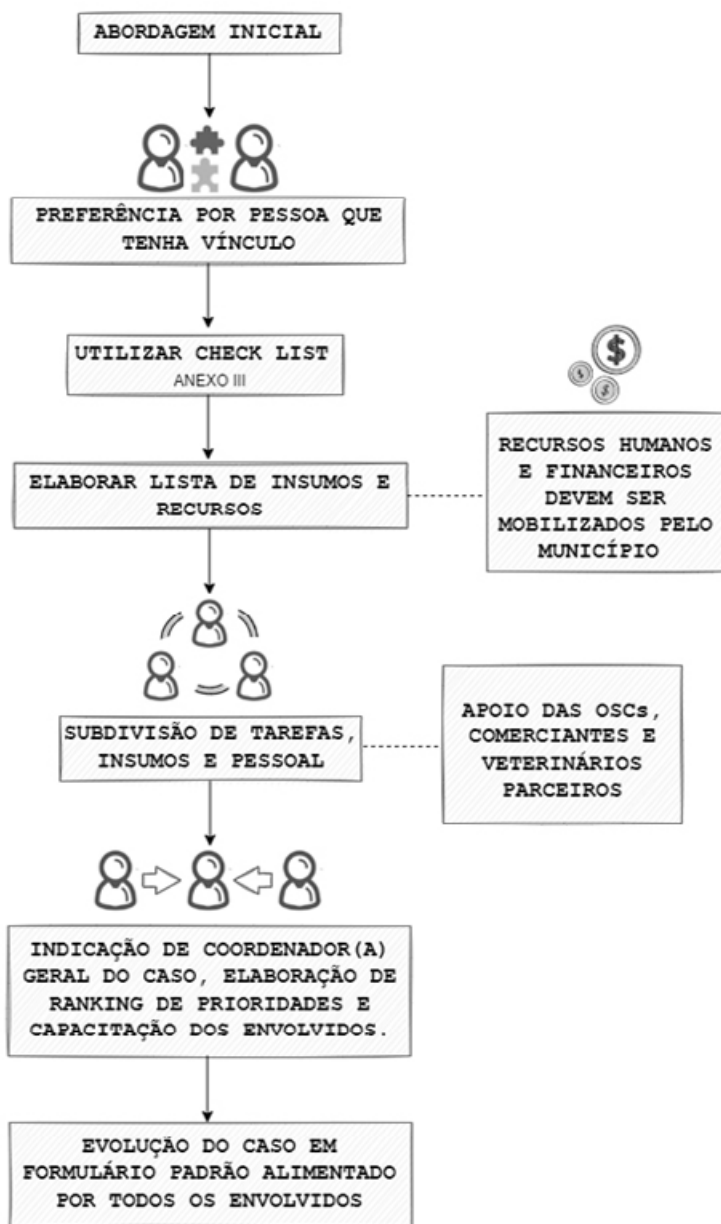 ABORDAGEM INICIAL
PREFERÊNCIA POR PESSOA QUE
TENHA VÍNCULO
UTILIZAR CHECK LIST
ANEXO III
ELABORAR LISTA DE INSUMOS E
RECURSOS
$
$
$
RECURSOS HUMANOS
E FINANCEIROS
DEVEM SER
MOBILIZADOS PELO
MUNICÍPIO
SUBDIVISÃO DE TAREFAS,
INSUMOS E PESSOAL
APOIO DAS OSCs,
COMERCIANTES E
VETERINÁRIOS
PARCEIROS
INDICAÇÃO DE COORDENADOR(A)
GERAL DO CASO, ELABORAÇÃO DE
RANKING DE PRIORIDADES E
CAPACITAÇÃO DOS ENVOLVIDOS.
EVOLUÇÃO DO CASO EM
FORMULÁRIO PADRÃO ALIMENTADO
POR TODOS OS ENVOLVIDOS